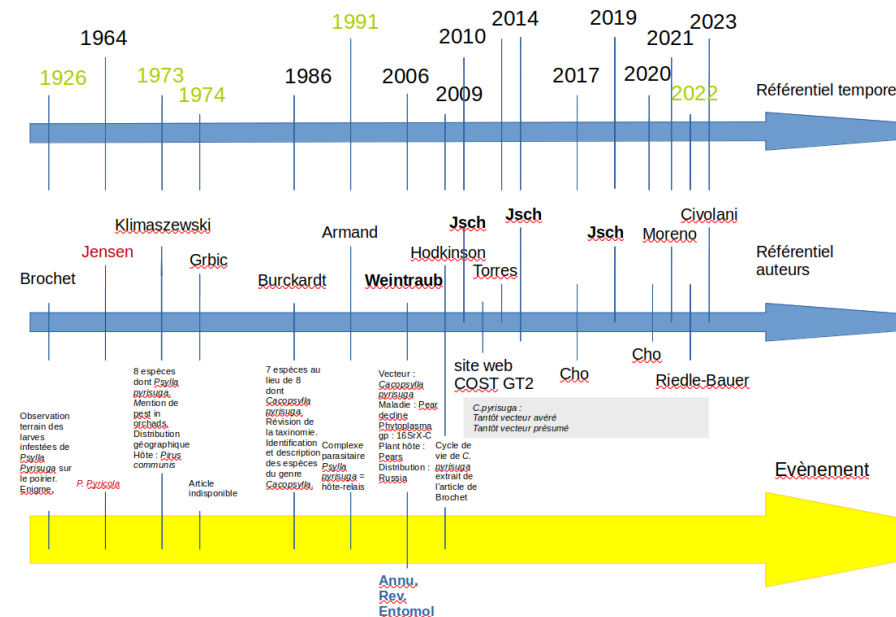 1926
1964
1973
1974
1986
1991
2006
2009
2010
2014
2017
2019
2020
2021
2022
2023
Référentiel tempore
Brochet
Jensen
Klimaszewski
Grbic
Burckardt
Armand
Weintraub
Hodkinson
Jsch
Torres
Jsch
Jsch
Moreno
Civolani
Référentiel
auteurs
site web
COST GT2
Cho
Cho
Riedle-Bauer
C.pyrisuga :
Tantôt vecteur avéré
Tantôt vecteur présumé
Observation
terrain des
larves
infestées de
Psylla
Pyrisuga sur
le poirier.
Enigme.
P. Pyricola
8 espèces
dont Psylla
pyrisuga.
Mention de
pest in
orchads.
Distribution
géographique
Hôte : Pirus
communis
Article
indisponible
7 espèces au
lieu de 8
dont
Cacopsylla
pyrisuga.
Révision de
la taxinomie.
Identification
et description
des espèces
du genre
Cacopsylla.
Complexe
parasitaire
Psylla
pyrisuga =
hôte-relais
Vecteur :
Cacopsylla
pyrisuga
Maladie : Pear
decline
Phytoplasma
gp : 16SrX-C
Plant hôte :
Pears
Distribution :
Russia
Cycle de
vie de C.
pyrisuga
extrait de
l'article de
Brochet
Evènement
Annu.
Rev.
Entomol